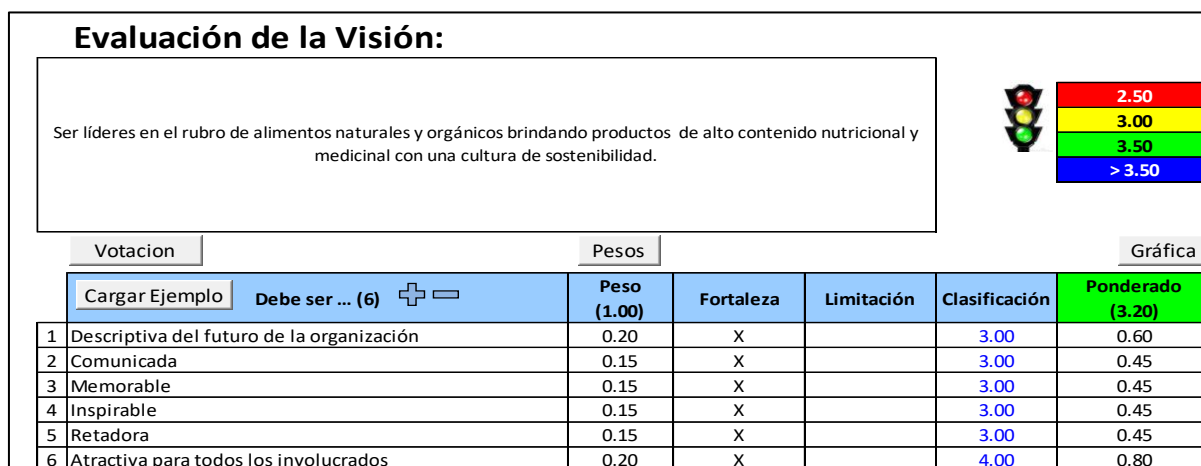 Evaluación de la Visión:
Ser líderes en el rubro de alimentos naturales y orgánicos brindando productos de alto contenido nutricional y
medicinal con una cultura de sostenibilidad.
2.50
3.00
3.50
> 3.50
Votacion Pesos Gráfica
Cargar Ejemplo Debe ser ... (6) Peso (1.00) Fortaleza Limitación Clasificación Ponderado (3.20)
1 Descriptiva del futuro de la organización 0.20 X 3.00 0.60
2 Comunicada 0.15 X 3.00 0.45
3 Memorable 0.15 X 3.00 0.45
4 Inspirable 0.15 X 3.00 0.45
5 Retadora 0.15 X 3.00 0.45
6 Atractiva para todos los involucrados 0.20 X 4.00 0.80